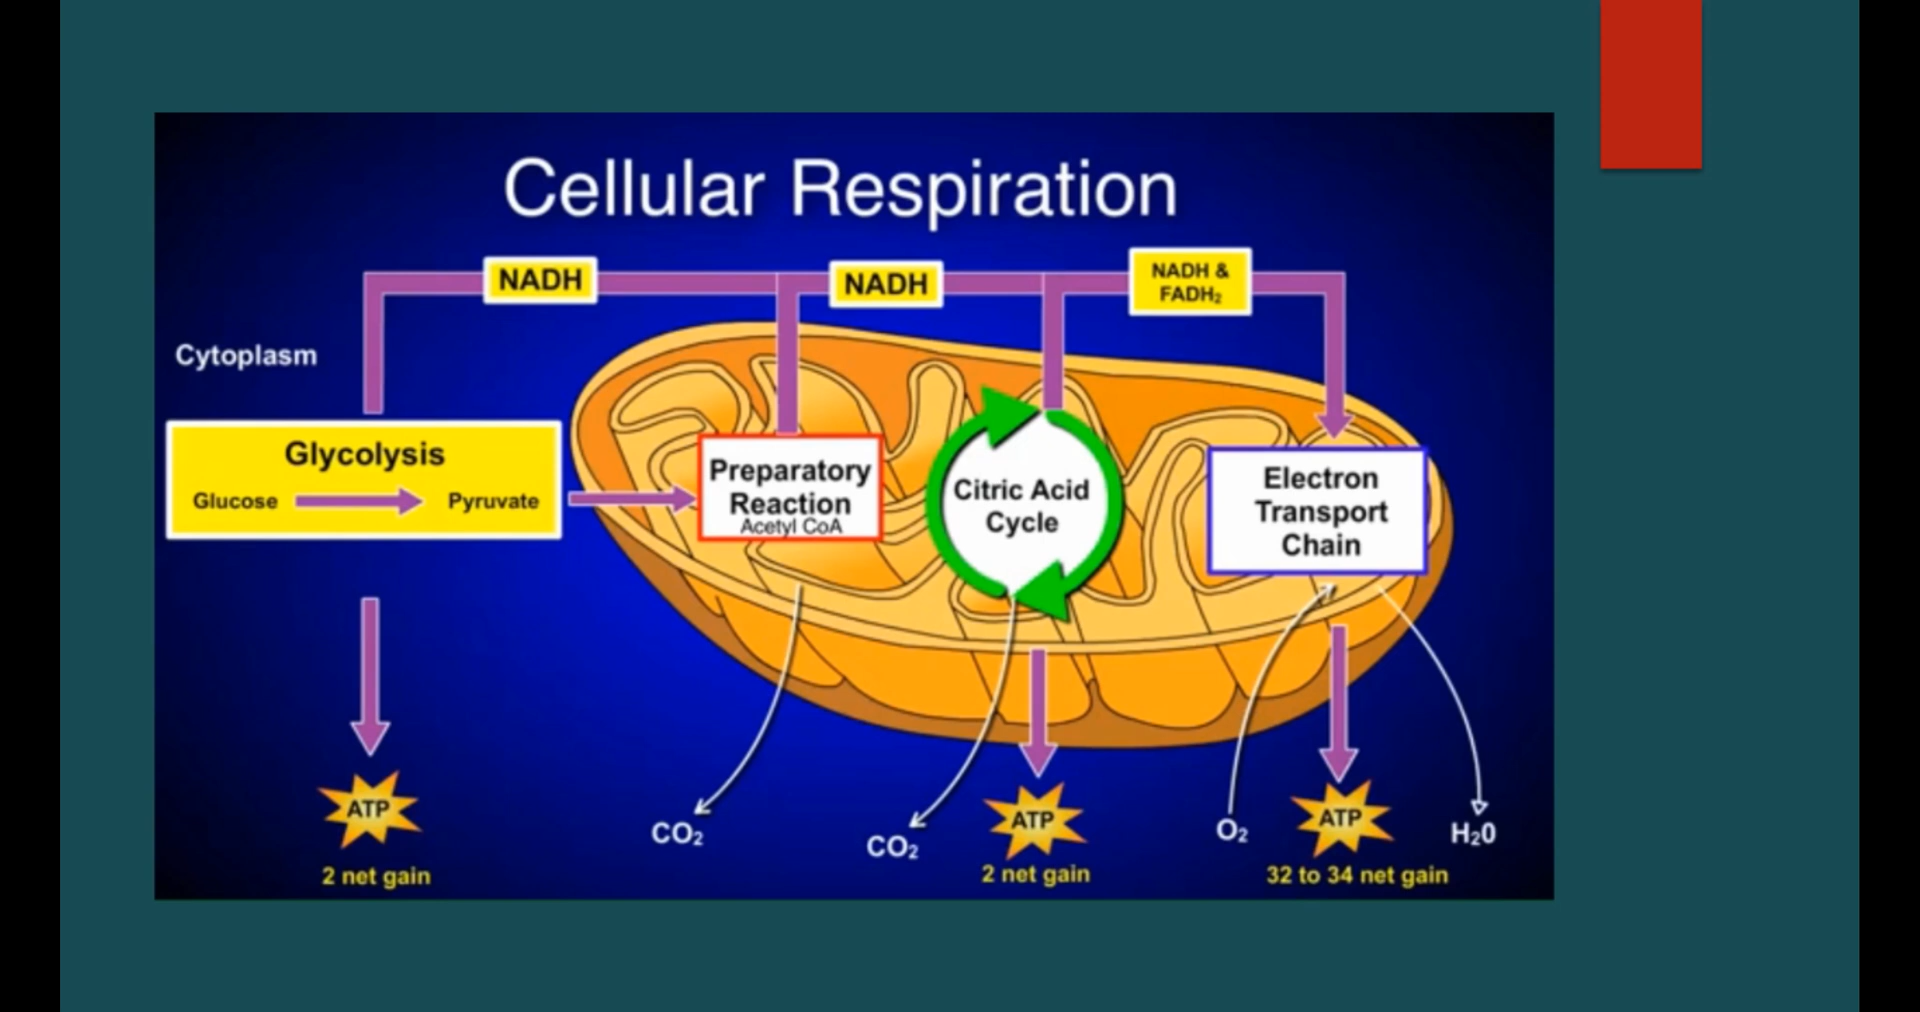 Cellular Respiration
NADH
NADH
NADH &
FADH₂
Cytoplasm
Glycolysis
Glucose
Pyruvate
Preparatory
Reaction
Acetyl CoA
Citric Acid
Cycle
Electron
Transport
Chain
ATP
2 net gain
CO₂
CO₂
ATP
2 net gain
O₂
ATP
32 to 34 net gain
H₂0